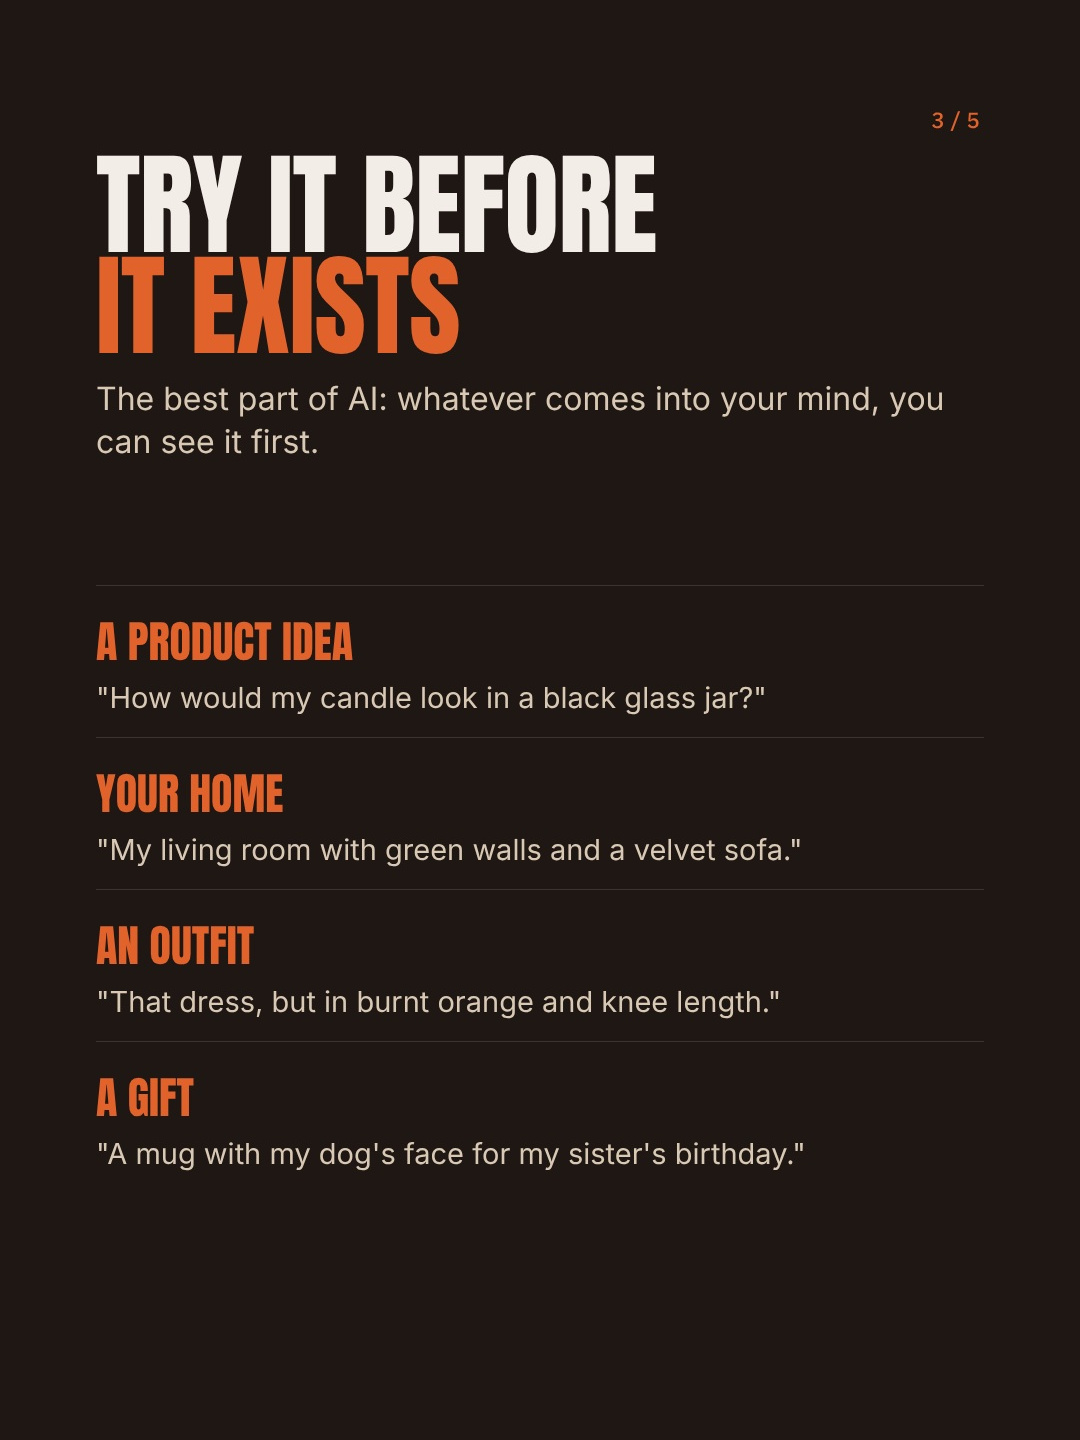 3 / 5
TRY IT BEFORE
IT EXISTS
The best part of AI: whatever comes into your mind, you
can see it first.
A PRODUCT IDEA
"How would my candle look in a black glass jar?"
YOUR HOME
"My living room with green walls and a velvet sofa."
AN OUTFIT
"That dress, but in burnt orange and knee length."
A GIFT
"A mug with my dog's face for my sister's birthday."